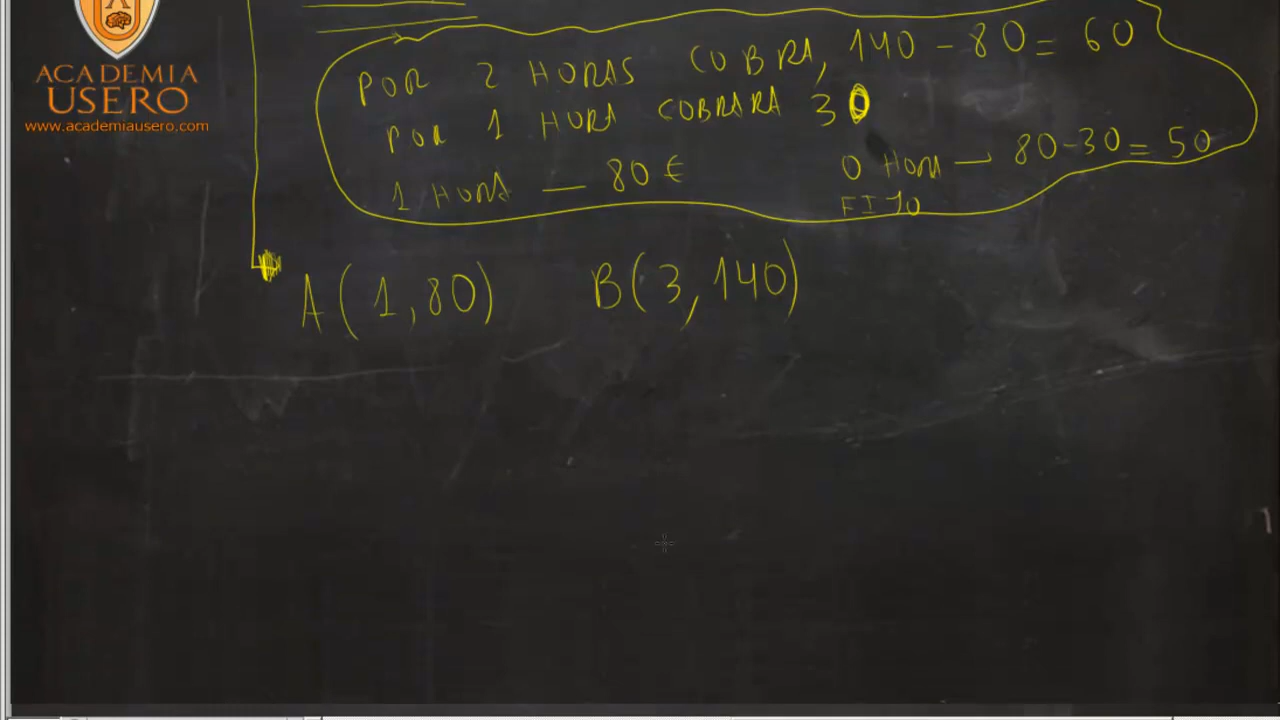 ACADEMIA
USERO
www.academiausero.com
POR 2 HORAS COBRA, 140 - 80 = 60
POR 1 HORA COBRARA 30
1 HORA — 80 € 0 HORA — 80-30 = 50
FIJO
A(1,80) B(3,140)